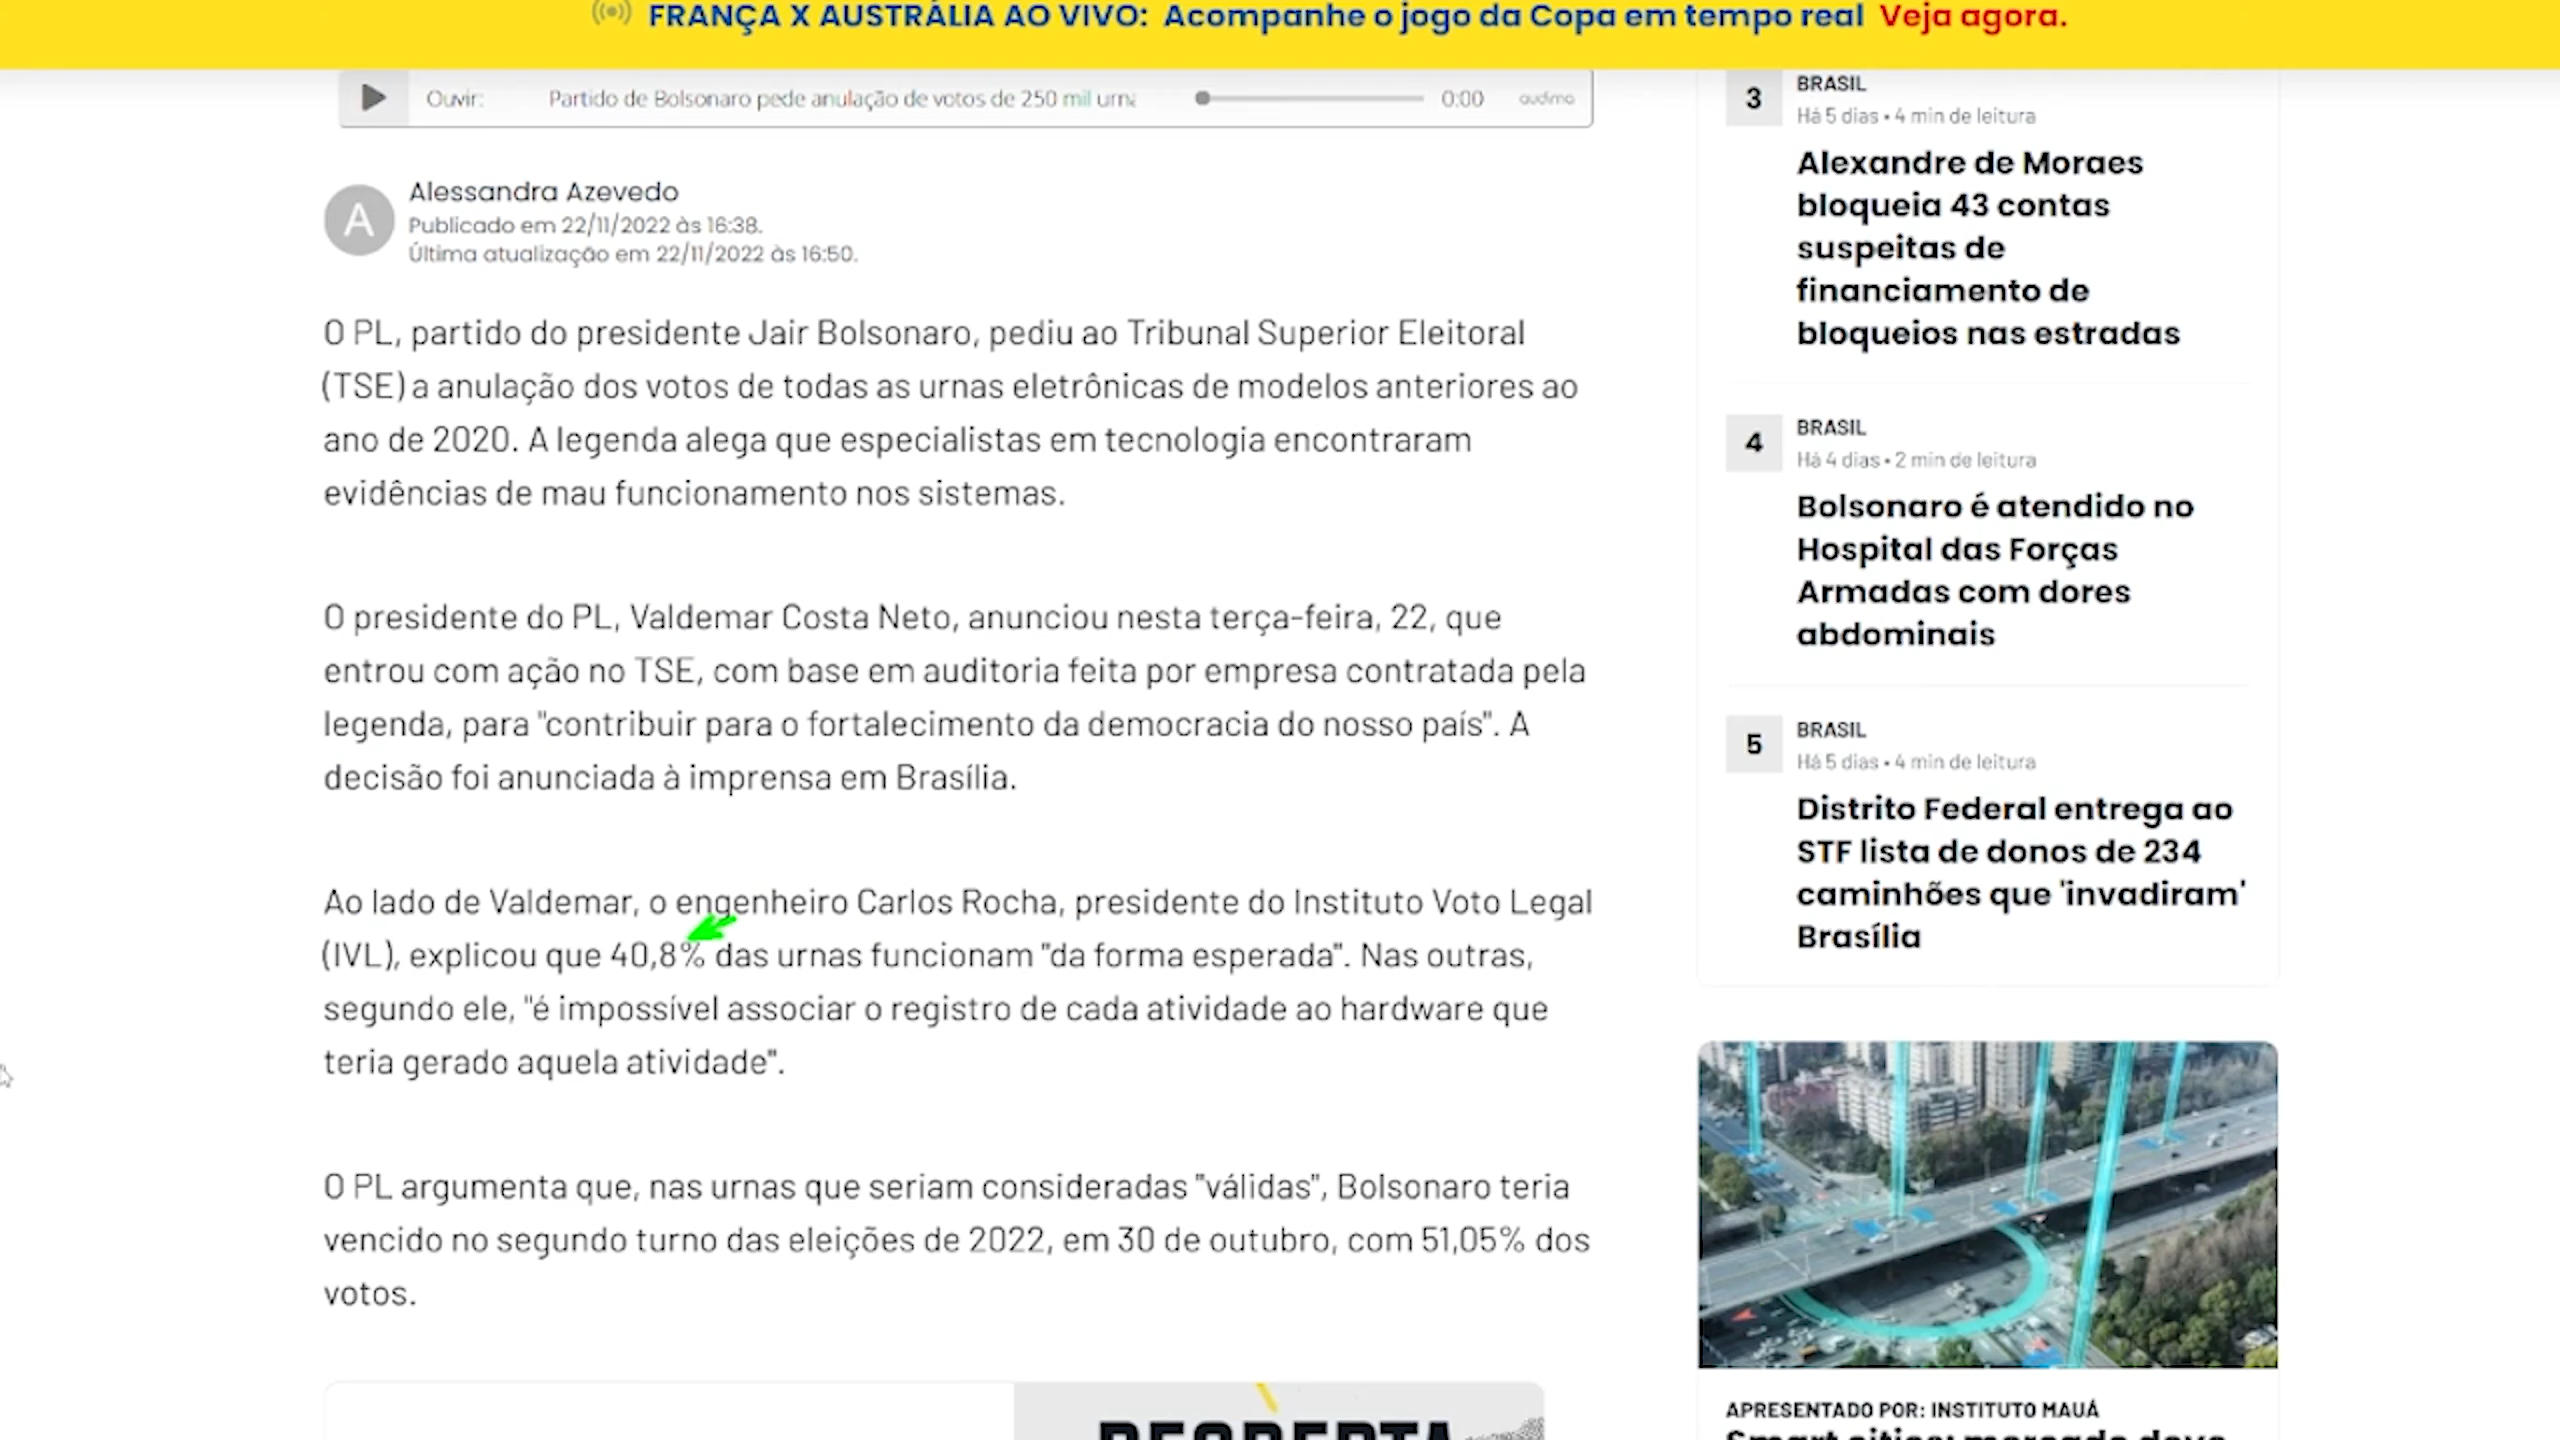 FRANÇA X AUSTRÁLIA AO VIVO: Acompanhe o jogo da Copa em tempo real Veja agora.
Ouvir: Partido de Bolsonaro pede anulação de votos de 250 mil urna 0:00 audima
A
Alessandra Azevedo
Publicado em 22/11/2022 às 16:38.
Última atualização em 22/11/2022 às 16:50.
O PL, partido do presidente Jair Bolsonaro, pediu ao Tribunal Superior Eleitoral
(TSE) a anulação dos votos de todas as urnas eletrônicas de modelos anteriores ao
ano de 2020. A legenda alega que especialistas em tecnologia encontraram
evidências de mau funcionamento nos sistemas.
O presidente do PL, Valdemar Costa Neto, anunciou nesta terça-feira, 22, que
entrou com ação no TSE, com base em auditoria feita por empresa contratada pela
legenda, para "contribuir para o fortalecimento da democracia do nosso país". A
decisão foi anunciada à imprensa em Brasília.
Ao lado de Valdemar, o engenheiro Carlos Rocha, presidente do Instituto Voto Legal
(IVL), explicou que 40,8% das urnas funcionam "da forma esperada". Nas outras,
segundo ele, "é impossível associar o registro de cada atividade ao hardware que
teria gerado aquela atividade".
O PL argumenta que, nas urnas que seriam consideradas "válidas", Bolsonaro teria
vencido no segundo turno das eleições de 2022, em 30 de outubro, com 51,05% dos
votos.
DESPERTA
3
BRASIL
Há 5 dias • 4 min de leitura
Alexandre de Moraes
bloqueia 43 contas
suspeitas de
financiamento de
bloqueios nas estradas
4
BRASIL
Há 4 dias • 2 min de leitura
Bolsonaro é atendido no
Hospital das Forças
Armadas com dores
abdominais
5
BRASIL
Há 5 dias • 4 min de leitura
Distrito Federal entrega ao
STF lista de donos de 234
caminhões que 'invadiram'
Brasília
APRESENTADO POR: INSTITUTO MAUÁ
Smart cities: mercado deve